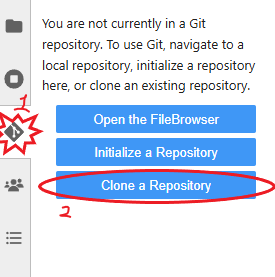 You are not currently in a Git
repository. To use Git, navigate to a
local repository, initialize a repository
here, or clone an existing repository.
1
Open the FileBrowser
Initialize a Repository
Clone a Repository
2